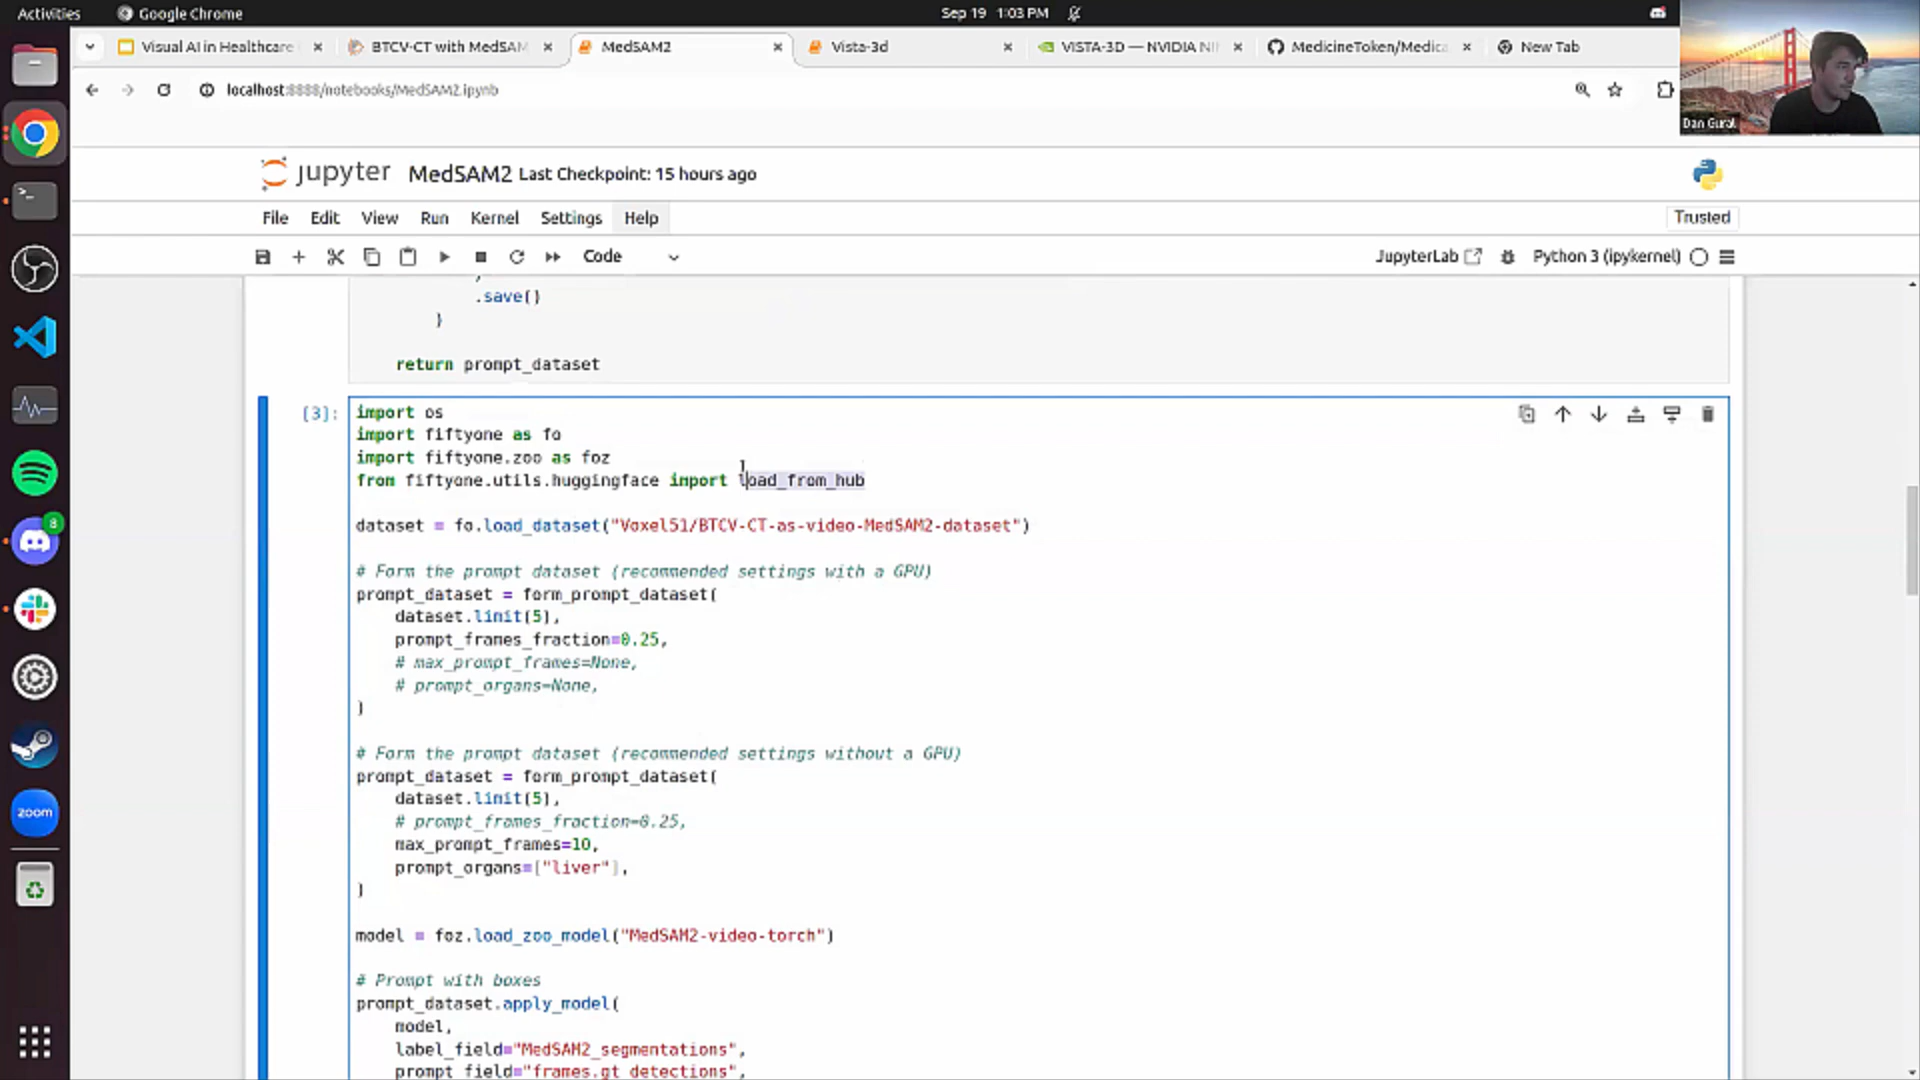 Activities
Google Chrome
Sep 19 1:03 PM
Visual AI in Healthcare
BTCV-CT with MedSAM
MedSAM2
Vista-3d
VISTA-3D — NVIDIA NI
MedicineToken/Medica
New Tab
localhost:8888/notebooks/MedSAM2.ipynb
Dan Gural
jupyter MedSAM2 Last Checkpoint: 15 hours ago
File Edit View Run Kernel Settings Help
Trusted
Code
JupyterLab
Python 3 (ipykernel)
.save()
}
return prompt_dataset
[3]:
import os
import fiftyone as fo
import fiftyone.zoo as foz
from fiftyone.utils.huggingface import load_from_hub
dataset = fo.load_dataset("Voxel51/BTCV-CT-as-video-MedSAM2-dataset")
# Form the prompt dataset (recommended settings with a GPU)
prompt_dataset = form_prompt_dataset(
dataset.limit(5),
prompt_frames_fraction=0.25,
# max_prompt_frames=None,
# prompt_organs=None,
)
# Form the prompt dataset (recommended settings without a GPU)
prompt_dataset = form_prompt_dataset(
dataset.limit(5),
# prompt_frames_fraction=0.25,
max_prompt_frames=10,
prompt_organs=["liver"],
)
model = foz.load_zoo_model("MedSAM2-video-torch")
# Prompt with boxes
prompt_dataset.apply_model(
model,
label_field="MedSAM2_segmentations",
prompt_field="frames.gt_detections",
8
zoom